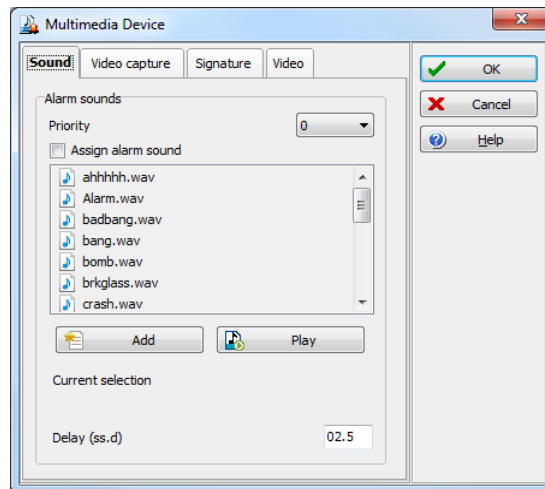 Multimedia Device
Sound Video capture Signature Video
Alarm sounds
Priority 0
Assign alarm sound
ahhhhh.wav
Alarm.wav
badbang.wav
bang.wav
bomb.wav
brkglass.wav
crash.wav
Add Play
Current selection
Delay (ss.d) 02.5
OK
Cancel
Help